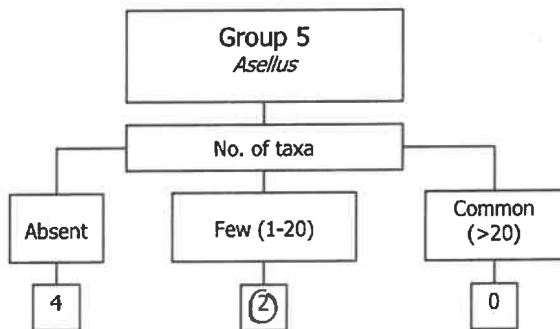 Group 5
Asellus
No. of taxa
Absent
Few (1-20)
Common
(>20)
4
2
0